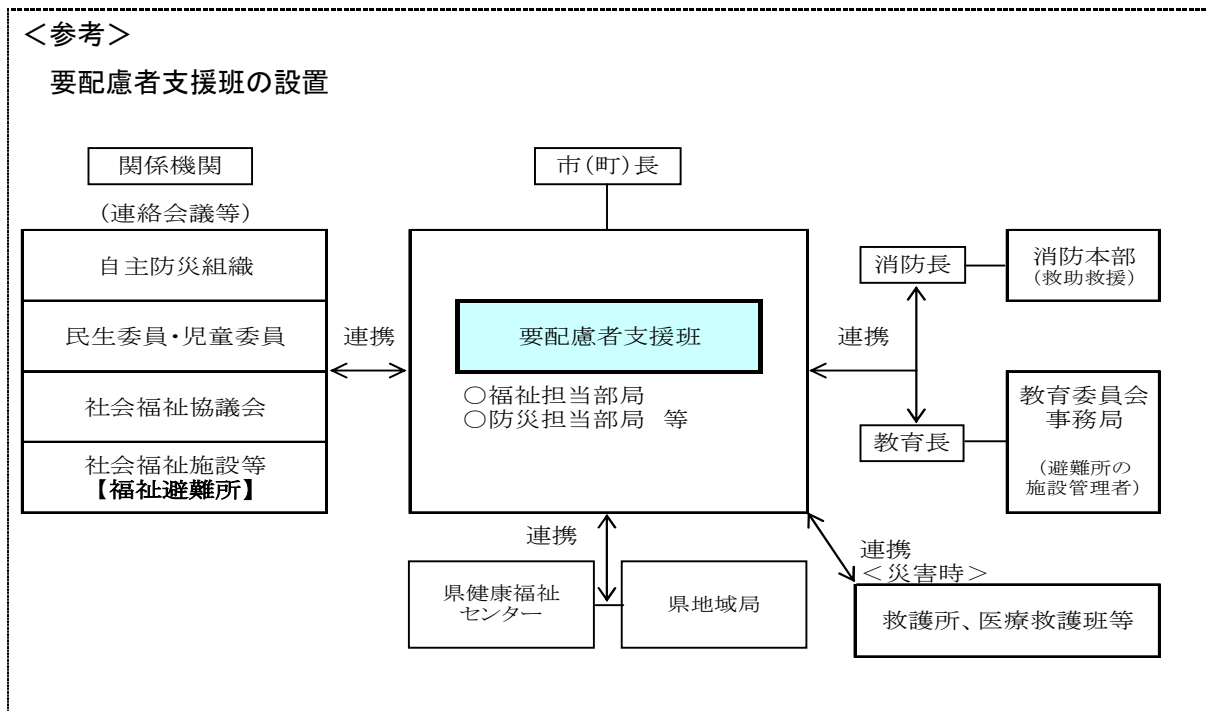 ＜参考＞
要配慮者支援班の設置
関係機関
（連絡会議等）
自主防災組織
民生委員・児童委員
社会福祉協議会
社会福祉施設等
【福祉避難所】
連携
市（町）長
要配慮者支援班
○福祉担当部局
○防災担当部局　等
連携
消防長
消防本部
（救助救援）
教育長
教育委員会
事務局
（避難所の
施設管理者）
連携
県健康福祉
センター
県地域局
連携
＜災害時＞
救護所、医療救護班等